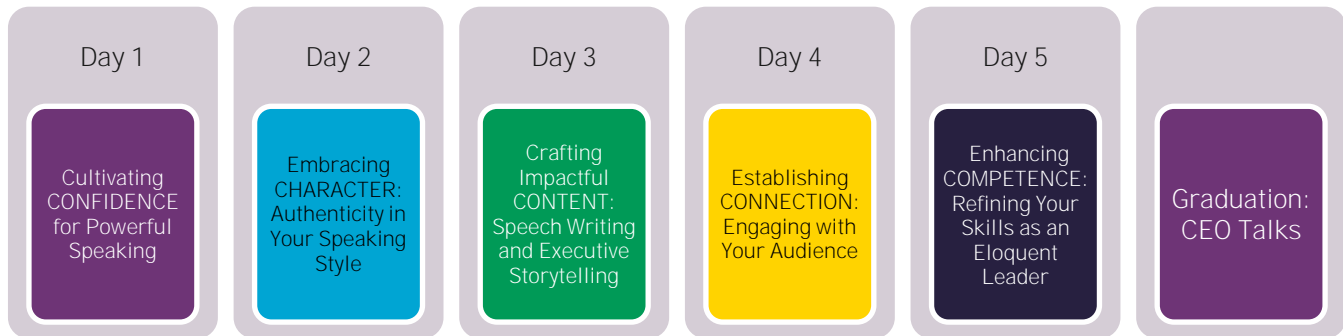 Day 1
Cultivating
CONFIDENCE
for Powerful
Speaking
Day 2
Embracing
CHARACTER:
Authenticity in
Your Speaking
Style
Day 3
Crafting
Impactful
CONTENT:
Speech Writing
and Executive
Storytelling
Day 4
Establishing
CONNECTION:
Engaging with
Your Audience
Day 5
Enhancing
COMPETENCE:
Refining Your
Skills as an
Eloquent
Leader
Graduation:
CEO Talks